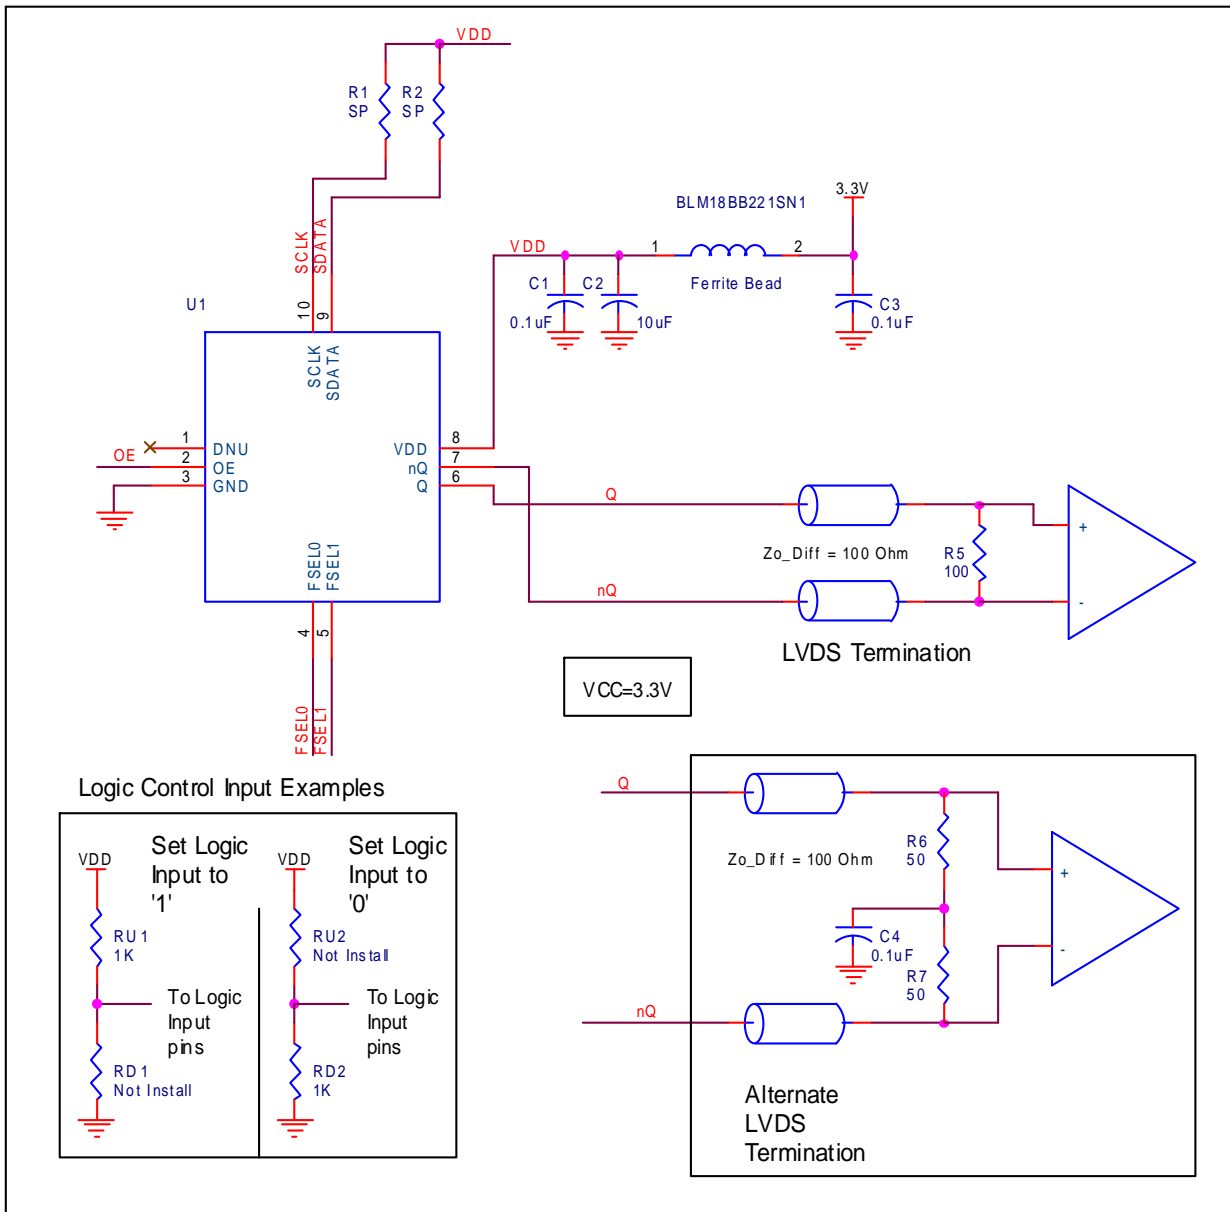 VDD
R1
SP
R2
SP
SCLK
SDATA
3.3V
BLM18BB221SN1
VDD
1
2
Ferrite Bead
C1
0.1uF
C2
10uF
C3
0.1uF
U1
10
9
SCLK
SDATA
1
DNU
OE
2
OE
3
GND
VDD
8
nQ
7
Q
6
FSEL0
FSEL1
4
5
FSEL0
FSEL1
Q
Zo_Diff = 100 Ohm
R5
100
+
-
nQ
LVDS Termination
VCC=3.3V
Logic Control Input Examples
VDD
Set Logic
Input to
'1'
RU1
1K
To Logic
Input
pins
RD1
Not Install
VDD
Set Logic
Input to
'0'
RU2
Not Install
To Logic
Input
pins
RD2
1K
Q
Zo_Diff = 100 Ohm
R6
50
+
-
C4
0.1uF
R7
50
nQ
Alternate
LVDS
Termination